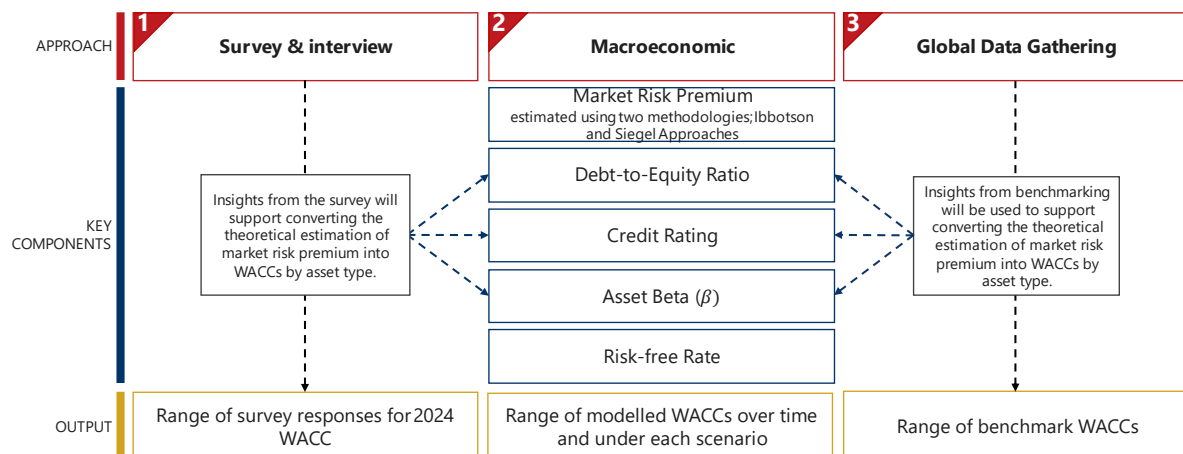 APPROACH
1
Survey & interview
2
Macroeconomic
3
Global Data Gathering
KEY
COMPONENTS
Insights from the survey will
support converting the
theoretical estimation of
market risk premium into
WACCs by asset type.
Market Risk Premium
estimated using two methodologies;Ibbotson
and Siegel Approaches
Debt-to-Equity Ratio
Credit Rating
Asset Beta (β)
Risk-free Rate
Insights from benchmarking
will be used to support
converting the theoretical
estimation of market risk
premium into WACCs by
asset type.
OUTPUT
Range of survey responses for 2024
WACC
Range of modelled WACCs over time
and under each scenario
Range of benchmark WACCs